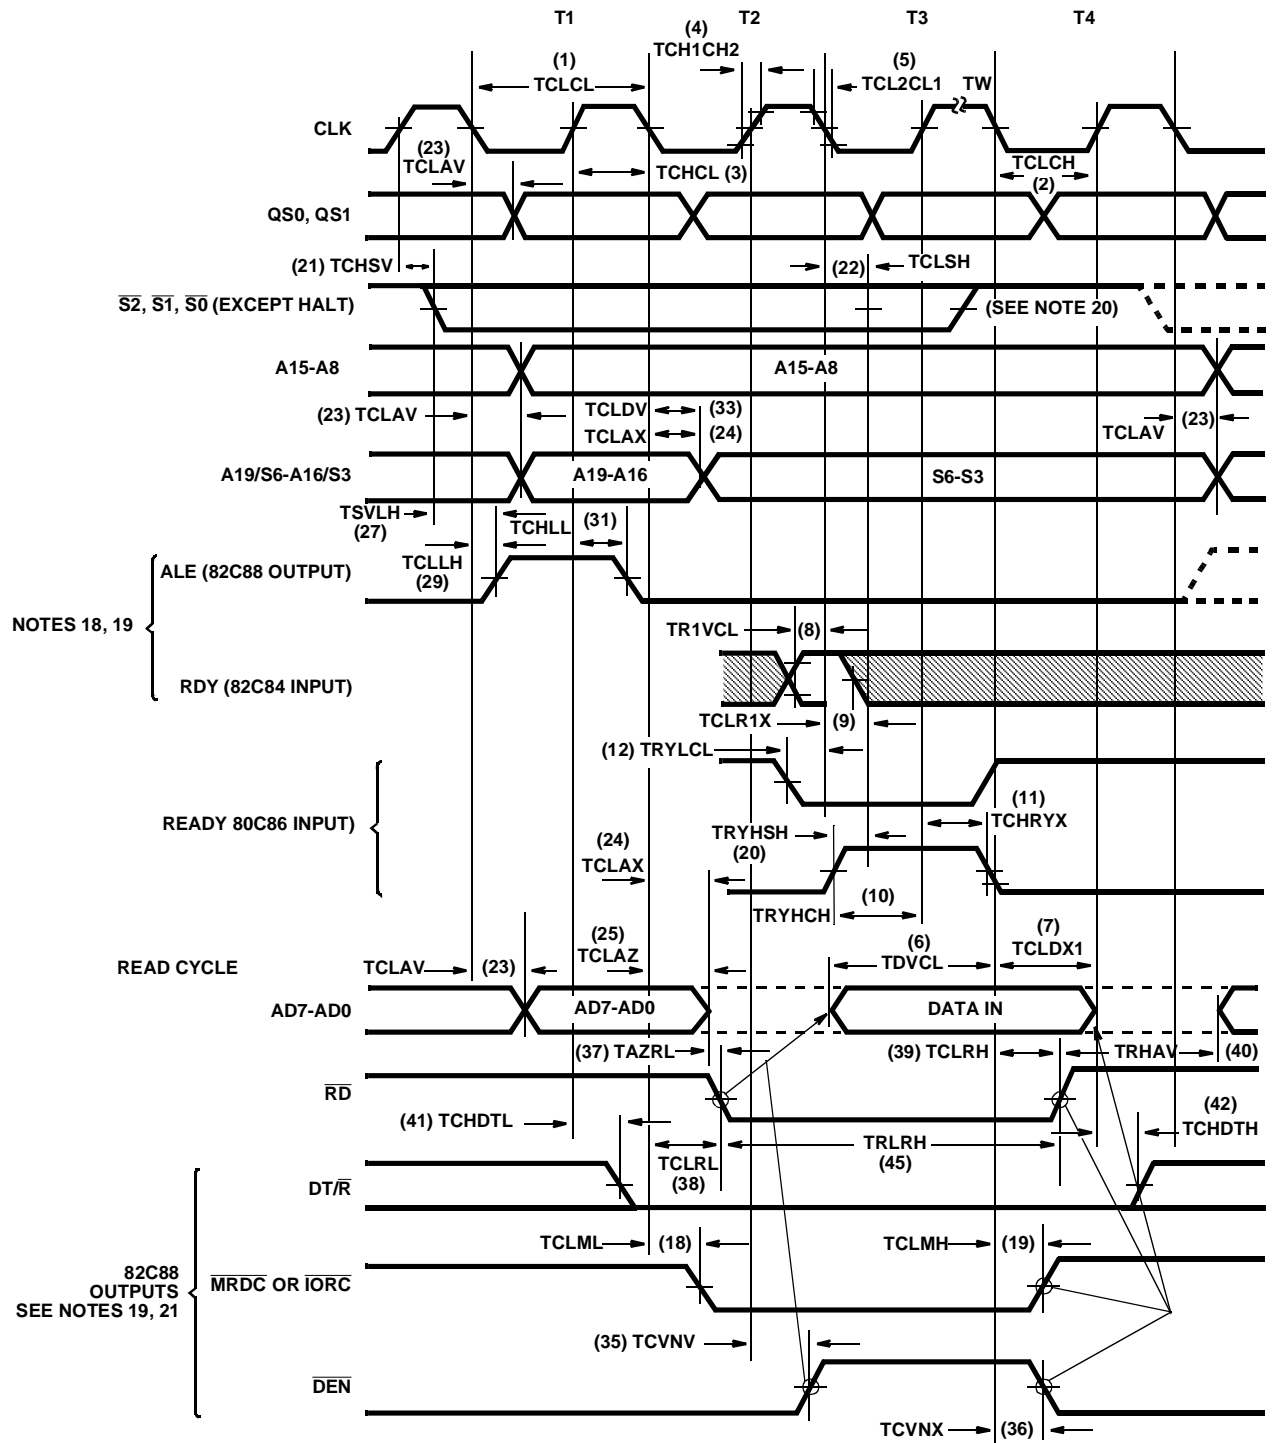 T1 T2 T3 T4
(4)
TCH1CH2
(1)
TCLCL
(5)
TCL2CL1
TW
CLK
(23)
TCLAV
TCHCL (3)
TCLCH
(2)
QS0, QS1
(21) TCHSV
(22)
TCLSH
S2, S1, S0 (EXCEPT HALT)
(SEE NOTE 20)
A15-A8
A15-A8
(23) TCLAV
TCLDV (33)
TCLAX (24)
TCLAV (23)
A19/S6-A16/S3
A19-A16
S6-S3
TSVLH
(27)
TCHLL
(31)
TCLLH
(29)
ALE (82C88 OUTPUT)
NOTES 18, 19
TR1VCL (8)
RDY (82C84 INPUT)
TCLR1X (9)
(12) TRYLCL
READY 80C86 INPUT)
(11)
TCHRYX
TRYHSH
(20)
(24)
TCLAX
(10)
TRYHCH
READ CYCLE
TCLAV (23)
(25)
TCLAZ
(6)
TDVCL
(7)
TCLDX1
AD7-AD0
AD7-AD0
DATA IN
(37) TAZRL
(39) TCLRH
TRHAV (40)
RD
(41) TCHDTL
(42)
TCHDTH
TCLRL
(38)
TRLRH
(45)
DT/R
TCLML (18)
TCLMH (19)
82C88
OUTPUTS
SEE NOTES 19, 21
MRDC OR IORC
(35) TCVNV
DEN
TCVNX (36)